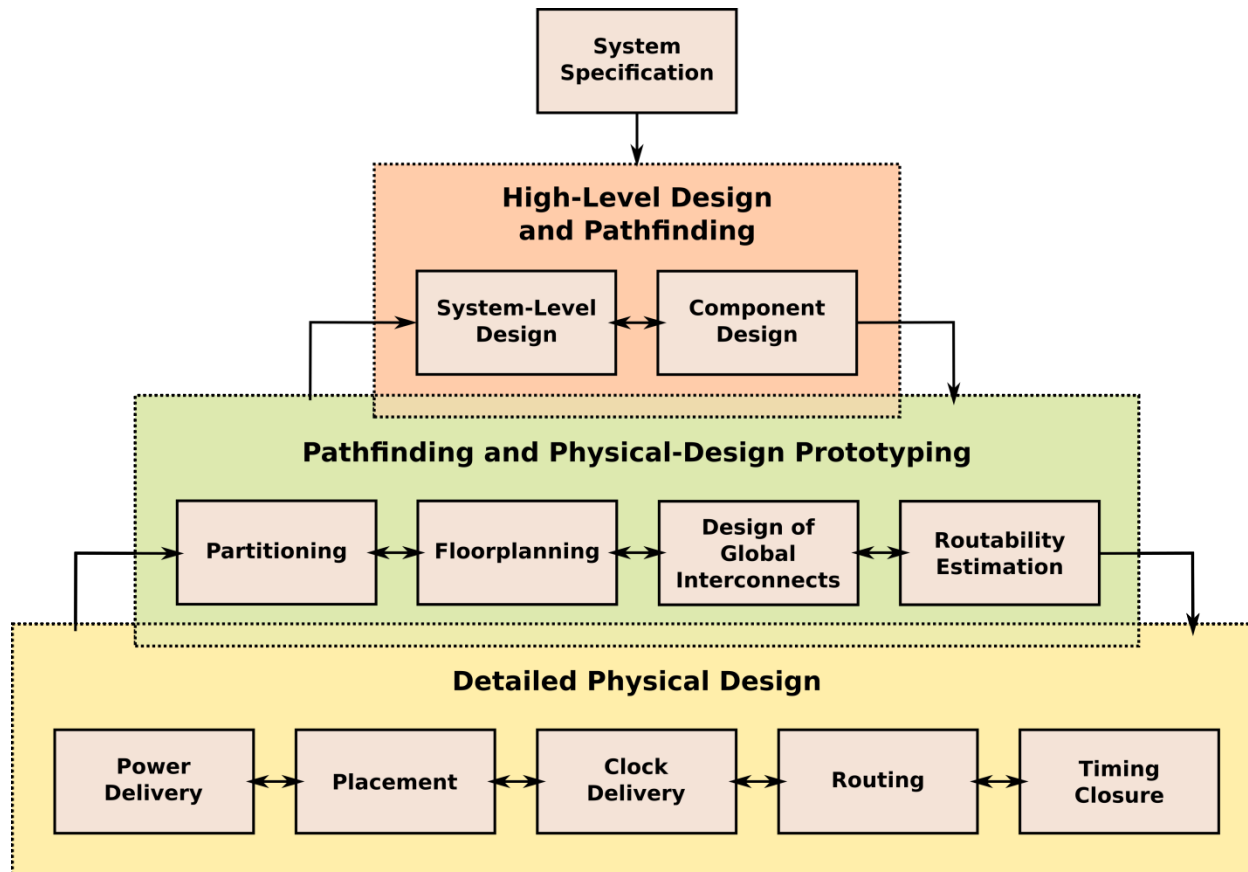 System
Specification
High-Level Design
and Pathfinding
System-Level
Design
Component
Design
Pathfinding and Physical-Design Prototyping
Partitioning
Floorplanning
Design of
Global
Interconnects
Routability
Estimation
Detailed Physical Design
Power
Delivery
Placement
Clock
Delivery
Routing
Timing
Closure